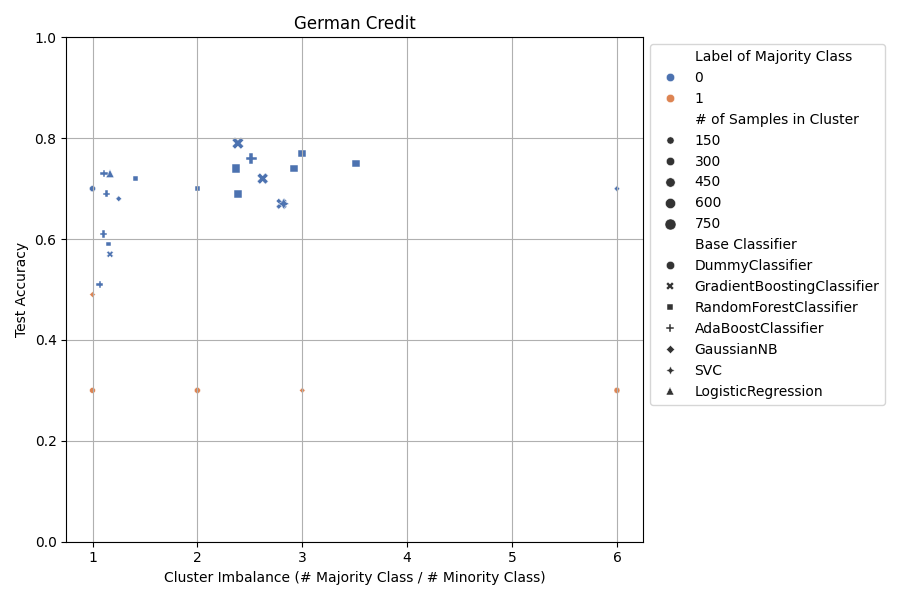 German Credit
1.0
0.8
0.6
0.4
0.2
0.0
Test Accuracy
1 2 3 4 5 6
Cluster Imbalance (# Majority Class / # Minority Class)
Label of Majority Class
0
1
# of Samples in Cluster
150
300
450
600
750
Base Classifier
DummyClassifier
GradientBoostingClassifier
RandomForestClassifier
AdaBoostClassifier
GaussianNB
SVC
LogisticRegression